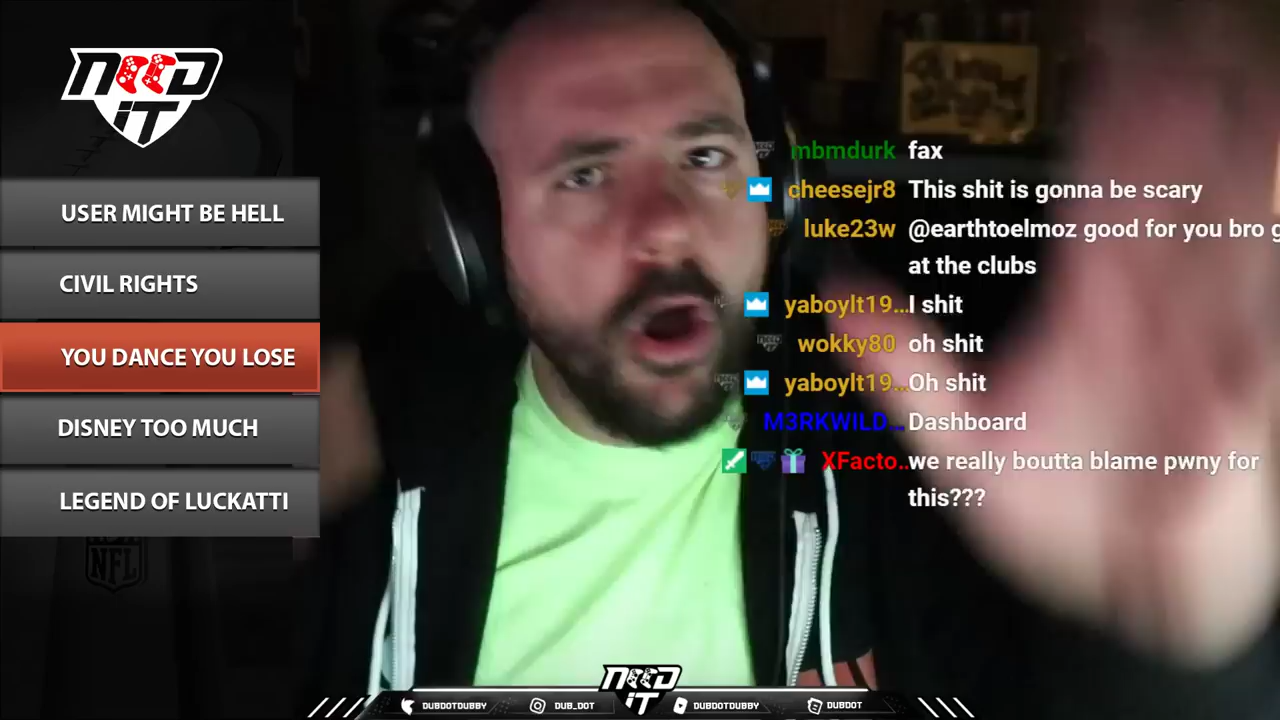 NEED
iT
USER MIGHT BE HELL
CIVIL RIGHTS
YOU DANCE YOU LOSE
DISNEY TOO MUCH
LEGEND OF LUCKATTI
NFL
mbmdurk fax
cheesejr8 This shit is gonna be scary
luke23w @earthtoelmoz good for you bro g
at the clubs
yaboylt19... I shit
wokky80 oh shit
yaboylt19... Oh shit
M3RKWILD... Dashboard
XFacto.. we really boutta blame pwny for
this???
NEED
iT
DUBDOTDUBBY
DUB_DOT
DUBDOTDUBBY
DUBDOT